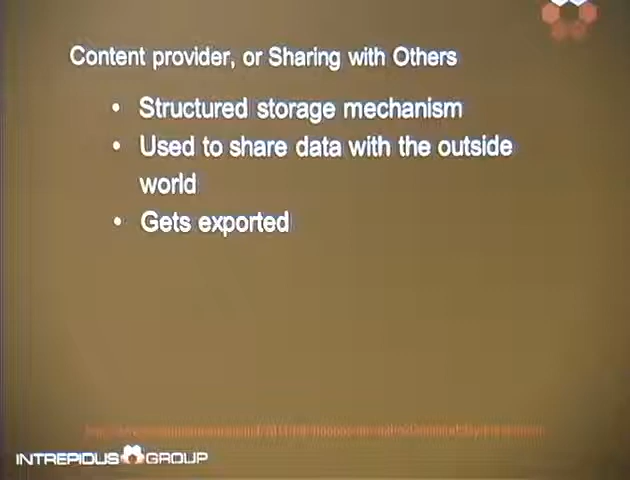 Content provider, or Sharing with Others
• Structured storage mechanism
• Used to share data with the outside
world
• Gets exported
INTREPIDUS GROUP